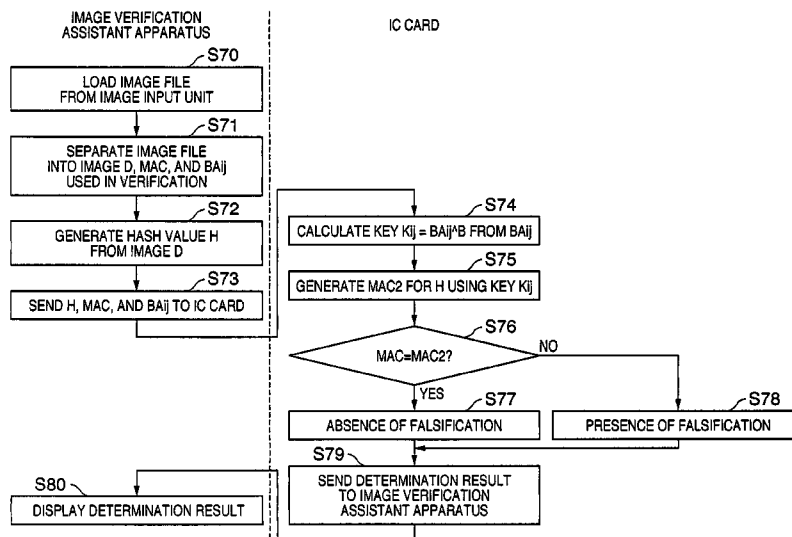 IMAGE VERIFICATION
ASSISTANT APPARATUS
IC CARD
S70
LOAD IMAGE FILE
FROM IMAGE INPUT UNIT
S71
SEPARATE IMAGE FILE
INTO IMAGE D, MAC, AND BAij
USED IN VERIFICATION
S72
GENERATE HASH VALUE H
FROM IMAGE D
S73
SEND H, MAC, AND BAij TO IC CARD
S74
CALCULATE KEY Kij = BAij^B FROM BAij
S75
GENERATE MAC2 FOR H USING KEY Kij
S76
MAC=MAC2?
NO
YES
S77
ABSENCE OF FALSIFICATION
S78
PRESENCE OF FALSIFICATION
S79
SEND DETERMINATION RESULT
TO IMAGE VERIFICATION
ASSISTANT APPARATUS
S80
DISPLAY DETERMINATION RESULT